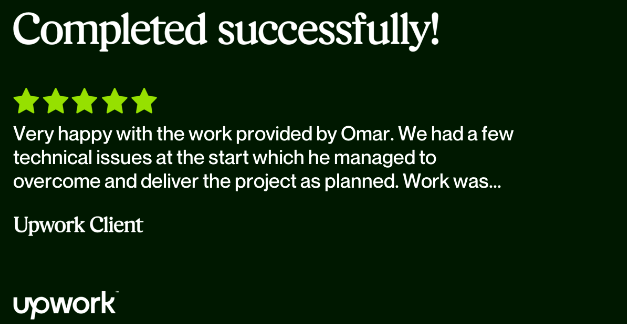 Completed successfully!
Very happy with the work provided by Omar. We had a few
technical issues at the start which he managed to
overcome and deliver the project as planned. Work was...
Upwork Client
upwork